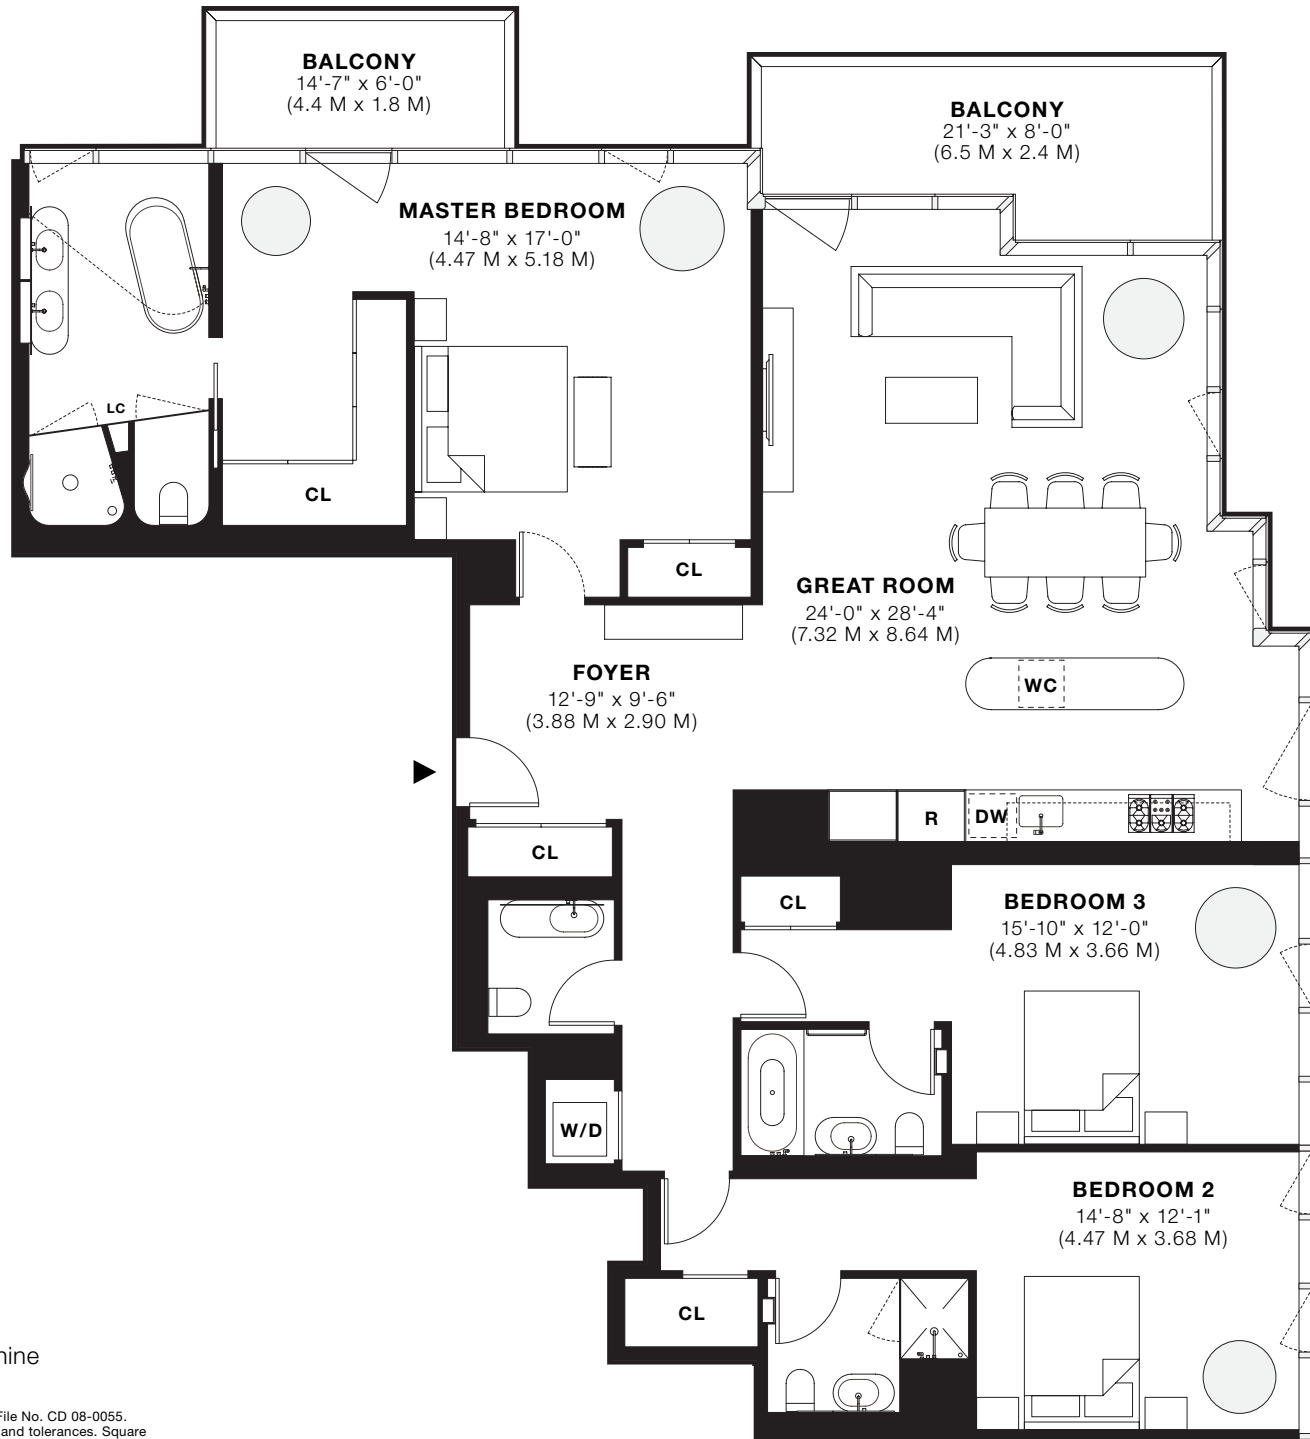 BALCONY
14'-7" x 6'-0"
(4.4 M x 1.8 M)
BALCONY
21'-3" x 8'-0"
(6.5 M x 2.4 M)
MASTER BEDROOM
14'-8" x 17'-0"
(4.47 M x 5.18 M)
LC
CL
CL
GREAT ROOM
24'-0" x 28'-4"
(7.32 M x 8.64 M)
FOYER
12'-9" x 9'-6"
(3.88 M x 2.90 M)
WC
R
DW
CL
CL
BEDROOM 3
15'-10" x 12'-0"
(4.83 M x 3.66 M)
W/D
BEDROOM 2
14'-8" x 12'-1"
(4.47 M x 3.68 M)
CL
hine
File No. CD 08-0055.
and tolerances. Square